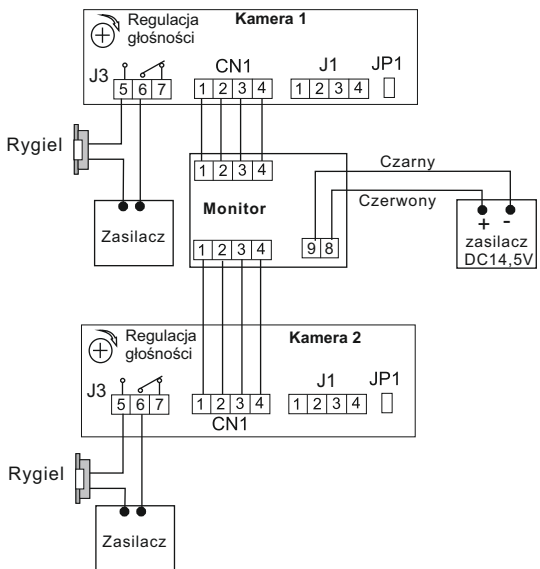 Regulacja
głośności
Kamera 1
J3
5 6 7
CN1
1 2 3 4
J1
1 2 3 4
JP1
Rygiel
Zasilacz
1 2 3 4
Monitor
1 2 3 4
9 8
Czarny
Czerwony
+ -
zasilacz
DC14,5V
Regulacja
głośności
Kamera 2
J3
5 6 7
1 2 3 4
CN1
J1
1 2 3 4
JP1
Rygiel
Zasilacz